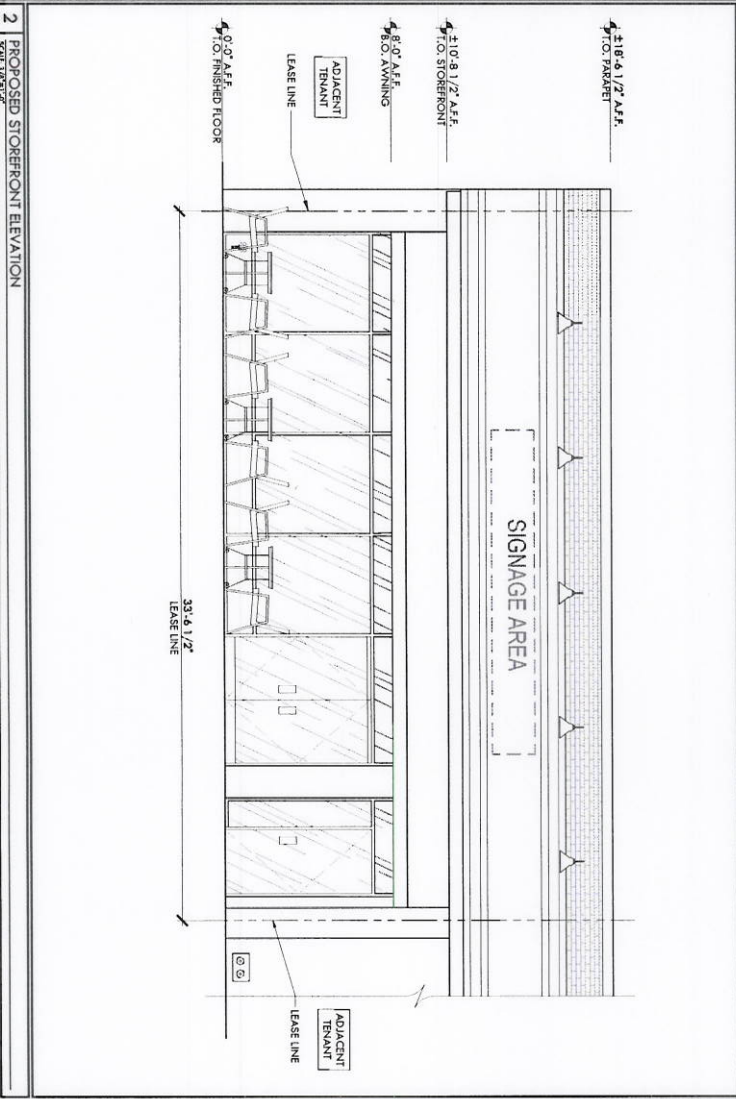 ±18'-6 1/2" A.F.F.
T.O. PARAPET
±10'-8 1/2" A.F.F.
T.O. STOREFRONT
8'-0" A.F.F.
B.O. AWNING
ADJACENT
TENANT
LEASE LINE
0'-0" A.F.F.
T.O. FINISHED FLOOR
SIGNAGE AREA
33'-6 1/2"
LEASE LINE
ADJACENT
TENANT
LEASE LINE
2
PROPOSED STOREFRONT ELEVATION